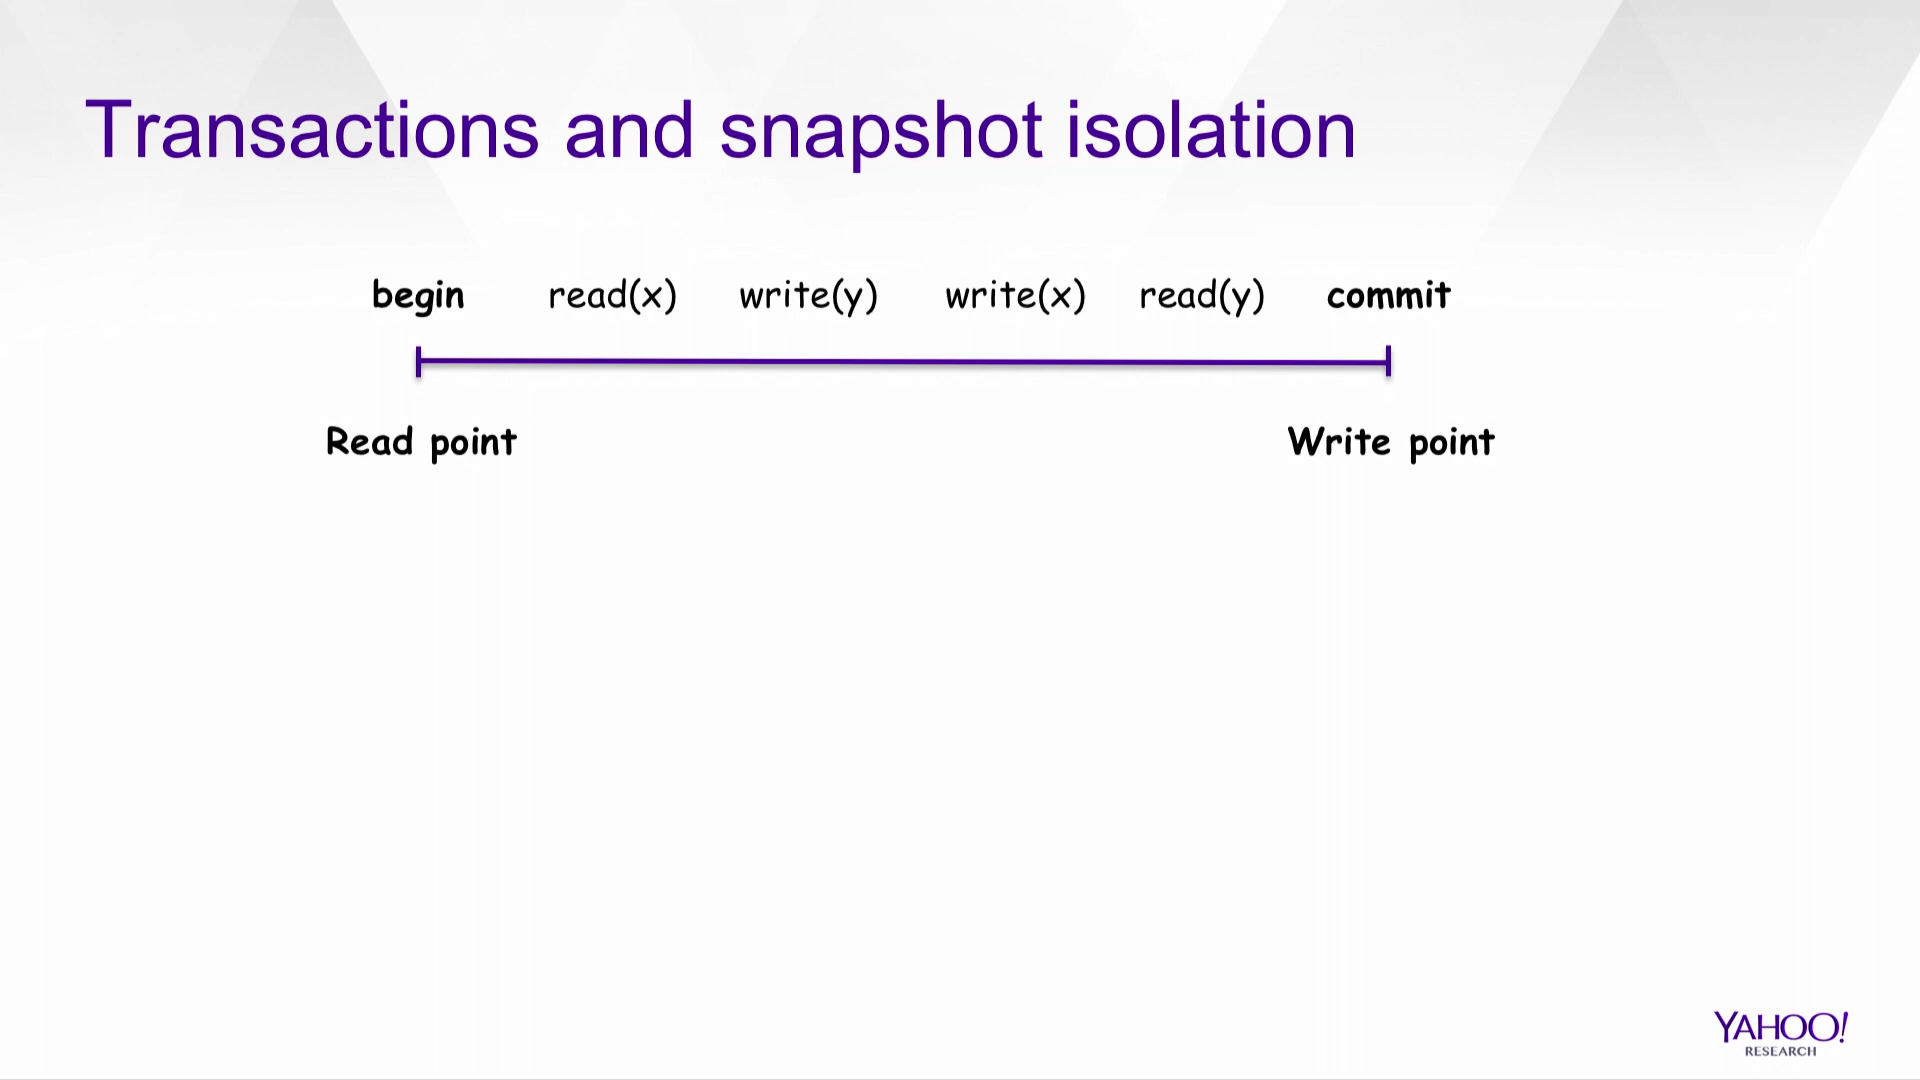 Transactions and snapshot isolation
begin read(x) write(y) write(x) read(y) commit
Read point Write point
YAHOO!
RESEARCH